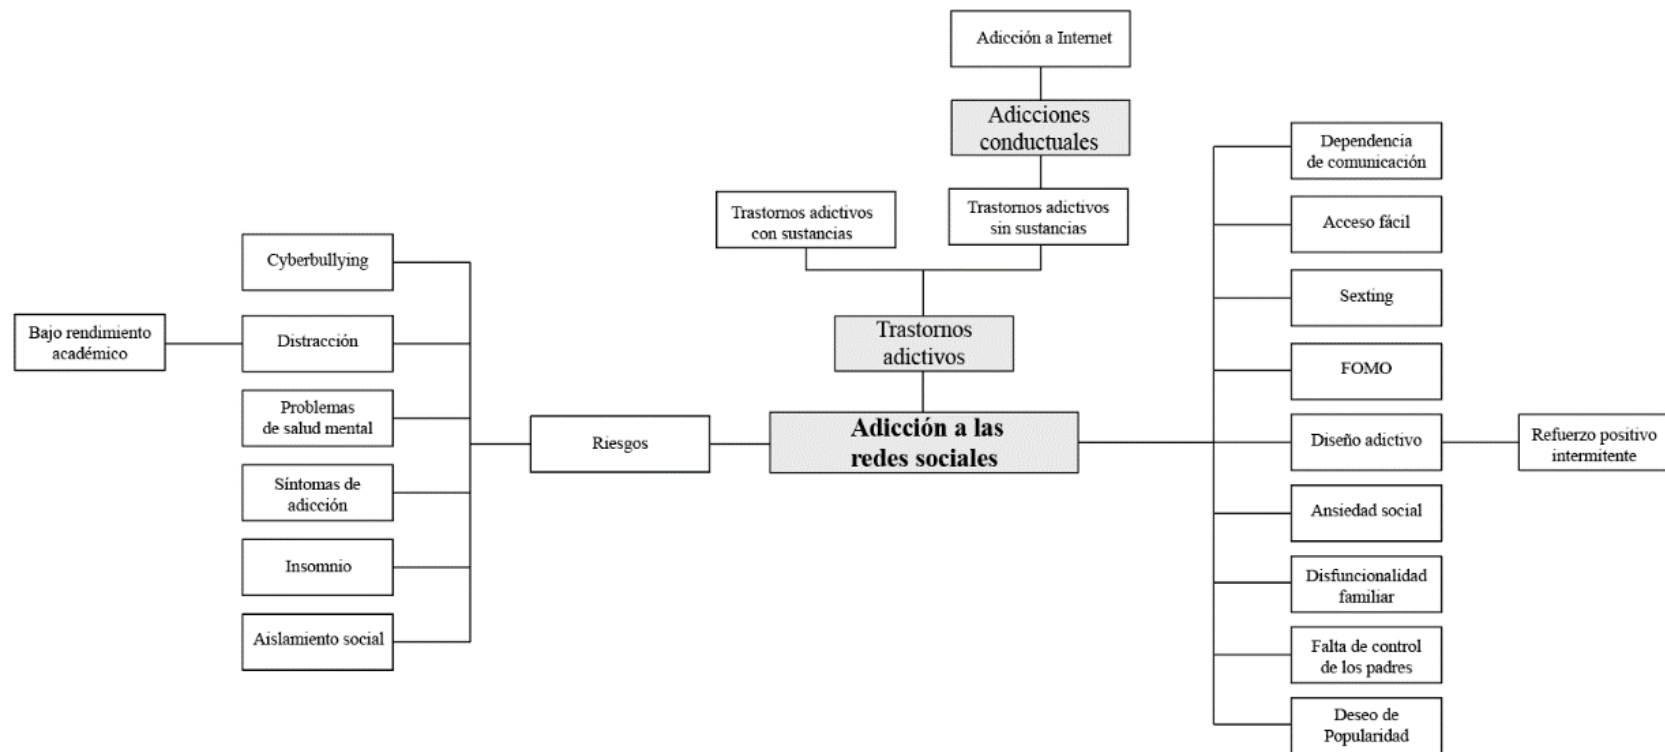 Adicción a Internet
Adicciones
conductuales
Trastornos adictivos
con sustancias
Trastornos adictivos
sin sustancias
Trastornos
adictivos
Adicción a las
redes sociales
Riesgos
Cyberbullying
Distracción
Bajo rendimiento
académico
Problemas
de salud mental
Síntomas de
adicción
Insomnio
Aislamiento social
Dependencia
de comunicación
Acceso fácil
Sexting
FOMO
Diseño adictivo
Refuerzo positivo
intermitente
Ansiedad social
Disfuncionalidad
familiar
Falta de control
de los padres
Deseo de
Popularidad